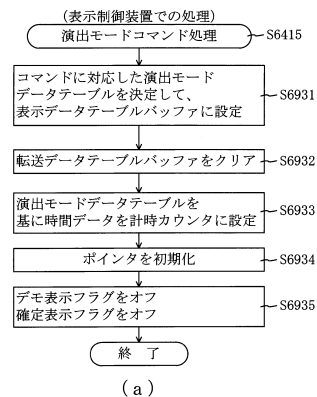 (表示制御装置での処理)
演出モードコマンド処理
S6415
コマンドに対応した演出モード
データテーブルを決定して、
表示データテーブルバッファに設定
S6931
転送データテーブルバッファをクリア
S6932
演出モードデータテーブルを
基に時間データを計時カウンタに設定
S6933
ポインタを初期化
S6934
デモ表示フラグをオフ
確定表示フラグをオフ
S6935
終 了
(a)